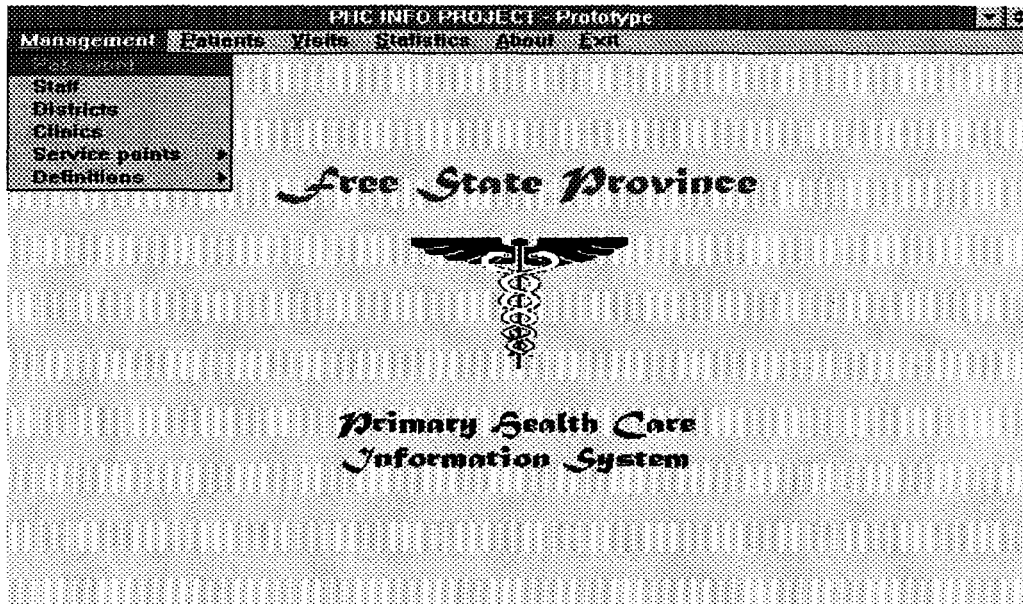 PHC INFO PROJECT - Prototype
Management Patients Visits Statistics About Exit
Staff
Districts
Clinics
Service points
Definitions
Free State Province
Primary Health Care
Information System